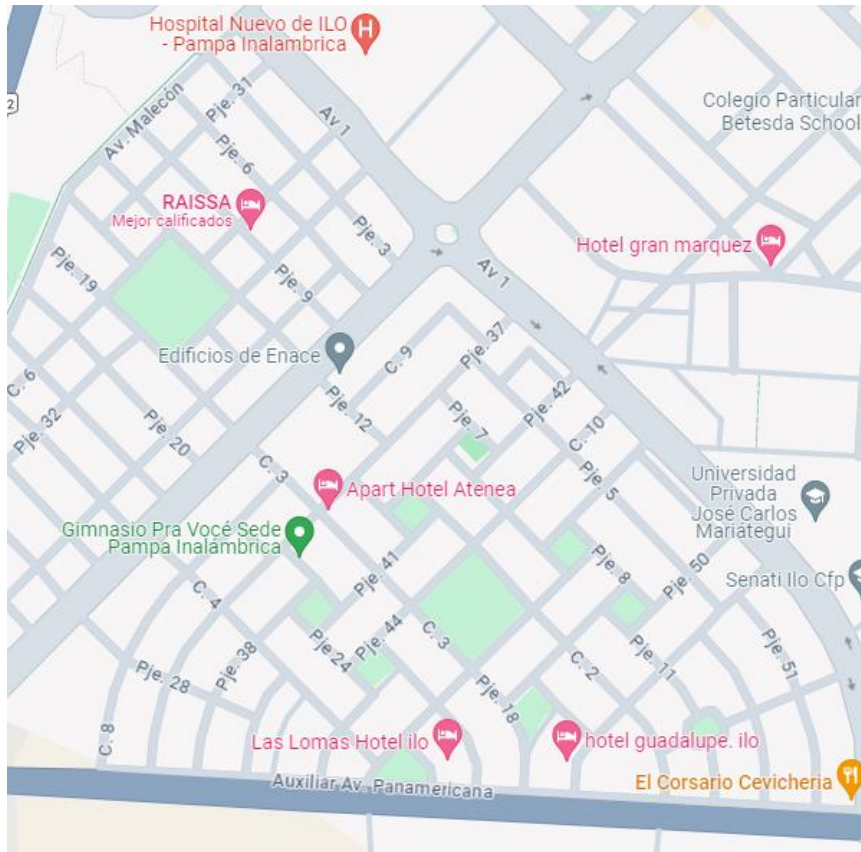 Hospital Nuevo de ILO
- Pampa Inalambrica
H
2
Av. Malecón
Pje. 31
Av 1
Colegio Particular
Betesda School
Pje. 6
RAISSA
Mejor calificados
Pje. 3
Hotel gran marquez
Pje. 19
Pje. 9
Av 1
Edificios de Enace
C. 9
Pje. 37
C. 6
Pje. 12
Pje. 42
Pje. 32
Pje. 20
Pje. 7
C. 10
C. 3
Pje. 5
Apart Hotel Atenea
Universidad
Privada
José Carlos
Mariátegui
Gimnasio Pra Você Sede
Pampa Inalámbrica
Pje. 41
Pje. 8
Pje. 50
Senati Ilo Cfp
C. 4
Pje. 44
C. 3
Pje. 24
Pje. 38
Pje. 28
C. 2
Pje. 11
Pje. 51
Pje. 18
C. 8
Las Lomas Hotel ilo
hotel guadalupe. ilo
El Corsario Cevicheria
Auxiliar Av. Panamericana